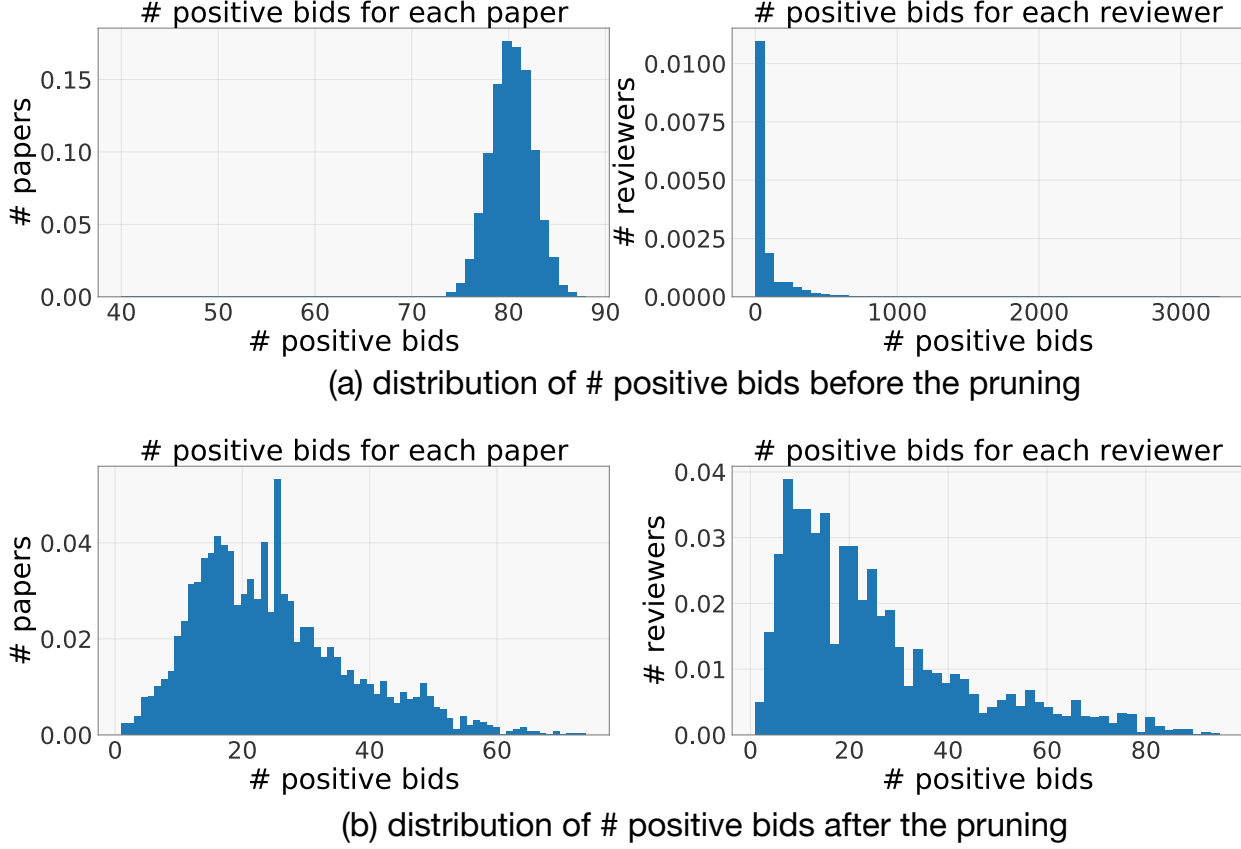 # positive bids for each paper
# papers
0.15
0.10
0.05
0.00
40 50 60 70 80 90
# positive bids
# positive bids for each reviewer
# reviewers
0.0100
0.0075
0.0050
0.0025
0.0000
0 1000 2000 3000
# positive bids
(a) distribution of # positive bids before the pruning
# positive bids for each paper
# papers
0.04
0.02
0.00
0 20 40 60
# positive bids
# positive bids for each reviewer
# reviewers
0.04
0.03
0.02
0.01
0.00
0 20 40 60 80
# positive bids
(b) distribution of # positive bids after the pruning